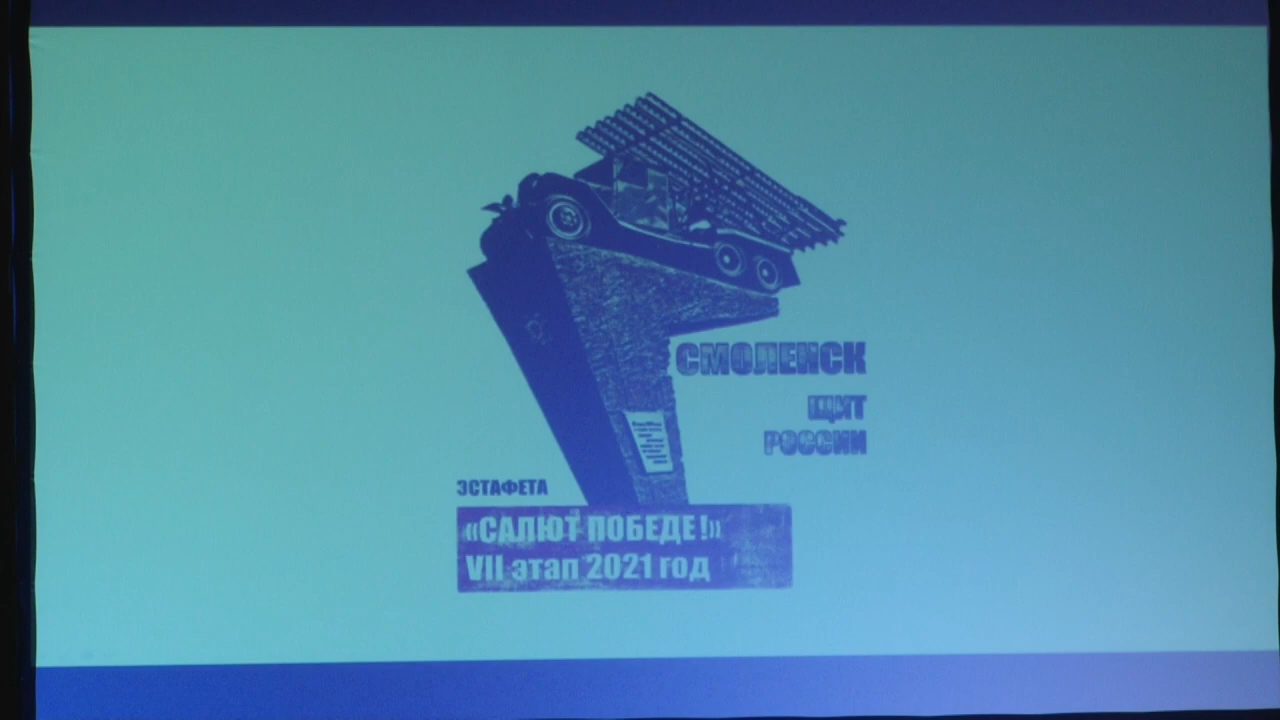 СМОЛЕНСК
ЩИТ
РОССИИ
ЭСТАФЕТА
«САЛЮТ ПОБЕДЕ!»
VII этап 2021 год